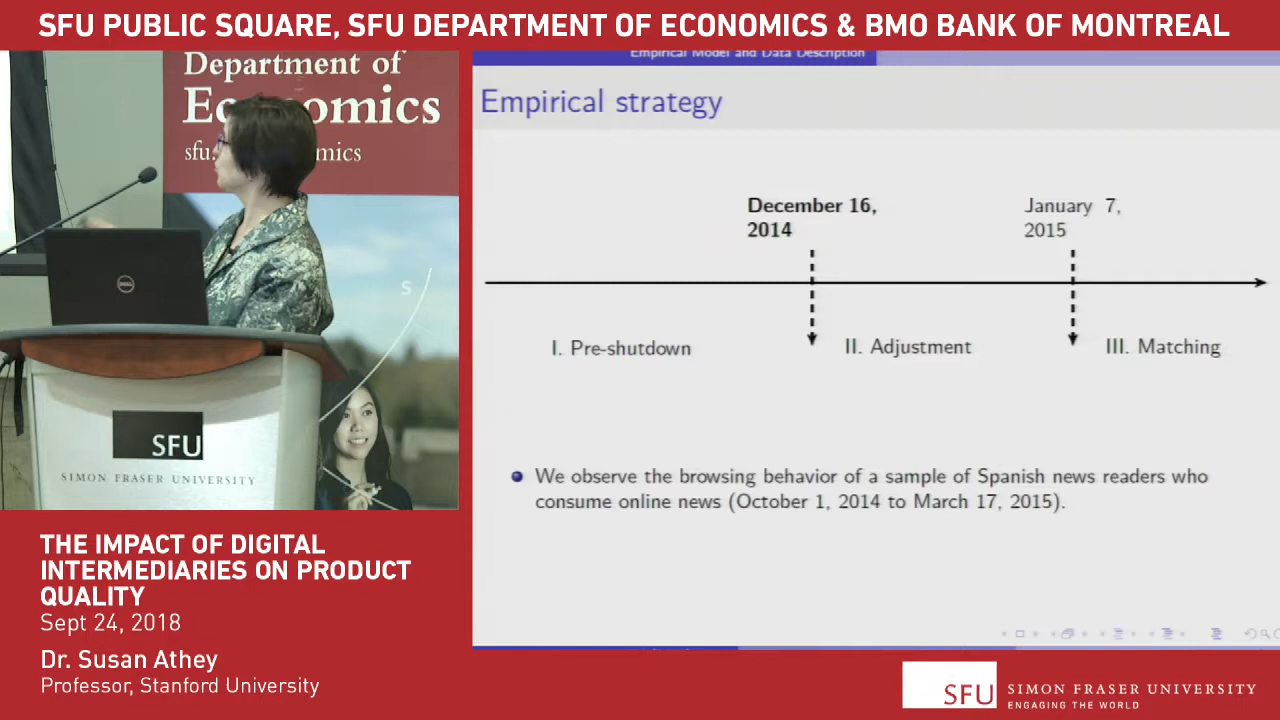 SFU PUBLIC SQUARE, SFU DEPARTMENT OF ECONOMICS & BMO BANK OF MONTREAL
Department of
Economics
sfu.
mics
S
DELL
SFU
SIMON FRASER UNIVERSITY
Empirical Model and Data Description
Empirical strategy
December 16,
2014
January 7,
2015
I. Pre-shutdown
II. Adjustment
III. Matching
We observe the browsing behavior of a sample of Spanish news readers who
consume online news (October 1, 2014 to March 17, 2015).
THE IMPACT OF DIGITAL
INTERMEDIARIES ON PRODUCT
QUALITY
Sept 24, 2018
Dr. Susan Athey
Professor, Stanford University
SFU
SIMON FRASER UNIVERSITY
ENGAGING THE WORLD